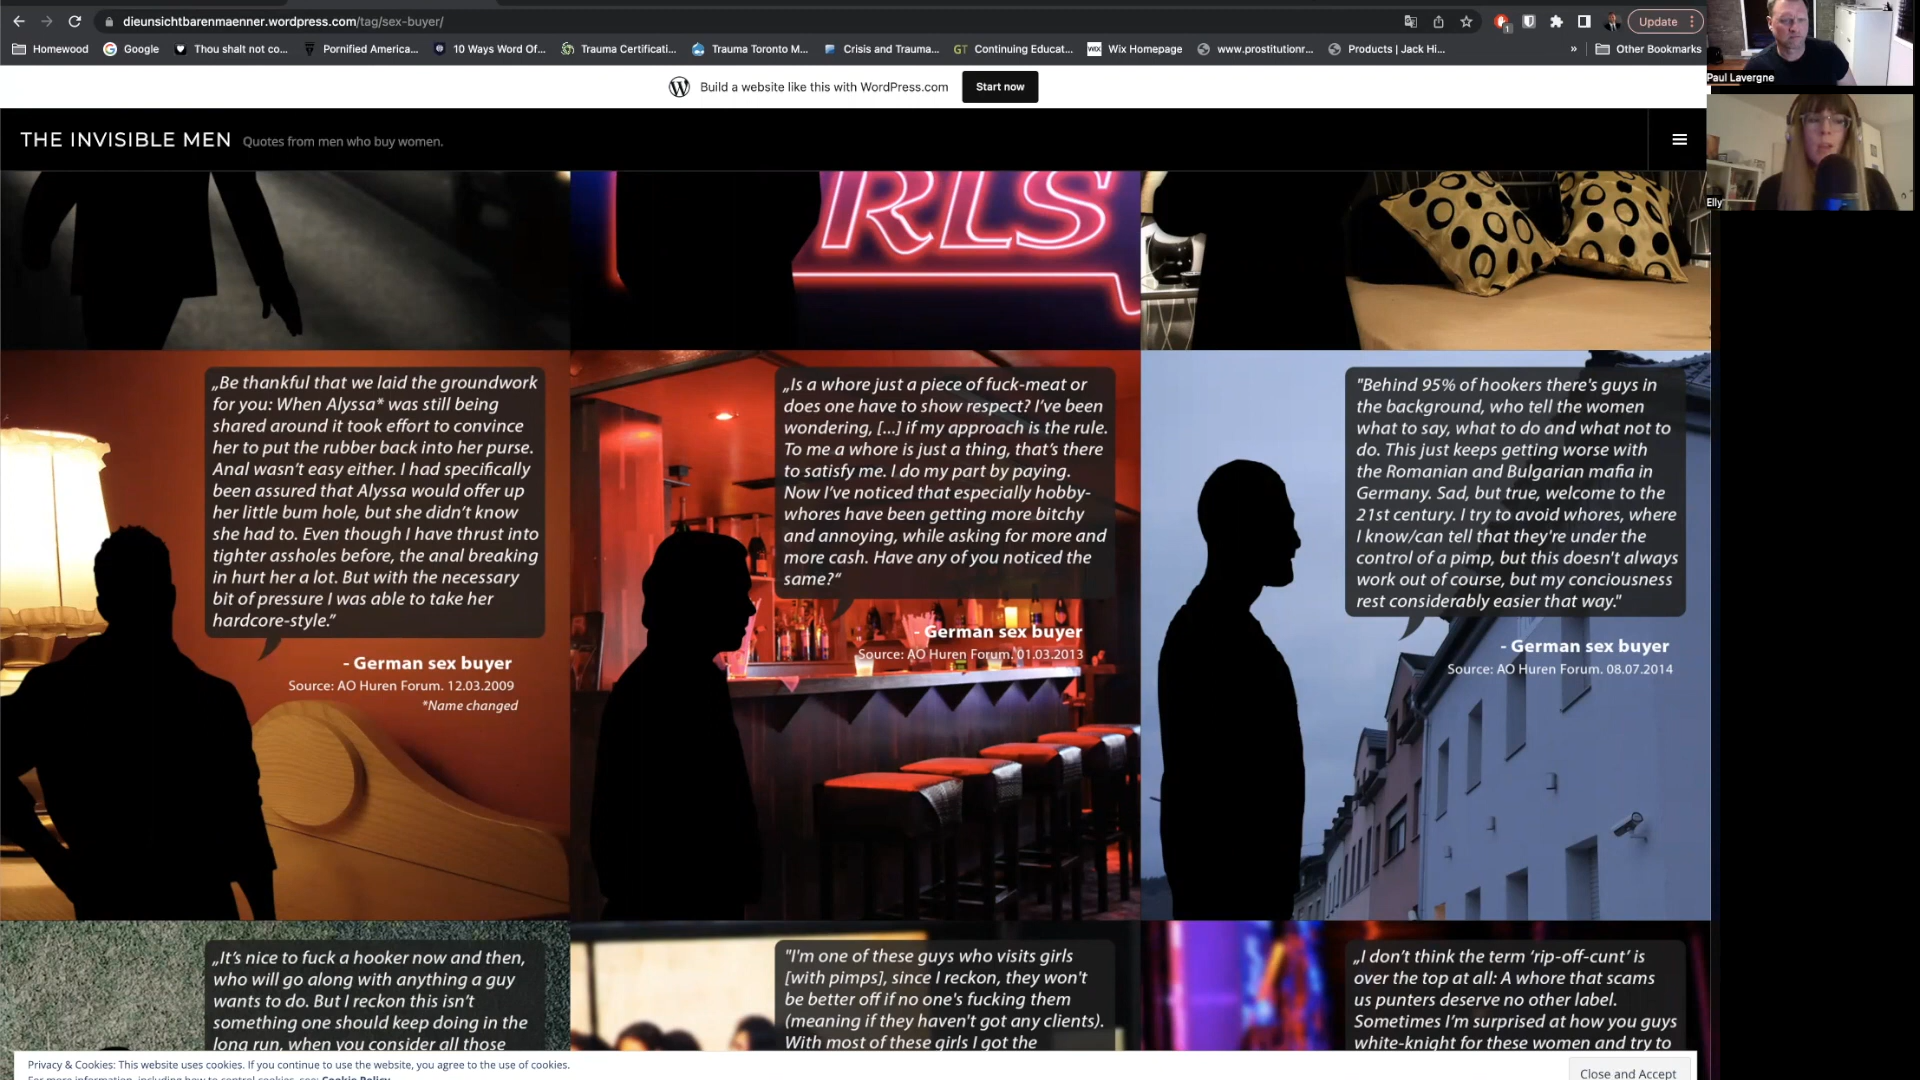 dieunsichtbarenmaenner.wordpress.com/tag/sex-buyer/
Update
Homewood
Google
Thou shalt not co...
Pornified America...
10 Ways Word Of...
Trauma Certificati...
Trauma Toronto M...
Crisis and Trauma...
GT Continuing Educat...
WIX Wix Homepage
www.prostitutionr...
Products | Jack Hi...
»
Other Bookmarks
Paul Lavergne
Elly
Build a website like this with WordPress.com
Start now
THE INVISIBLE MEN
Quotes from men who buy women.
RLS
„Be thankful that we laid the groundwork
for you: When Alyssa* was still being
shared around it took effort to convince
her to put the rubber back into her purse.
Anal wasn't easy either. I had specifically
been assured that Alyssa would offer up
her little bum hole, but she didn't know
she had to. Even though I have thrust into
tighter assholes before, the anal breaking
in hurt her a lot. But with the necessary
bit of pressure I was able to take her
hardcore-style.”
- German sex buyer
Source: AO Huren Forum. 12.03.2009
*Name changed
„Is a whore just a piece of fuck-meat or
does one have to show respect? I've been
wondering, [...] if my approach is the rule.
To me a whore is just a thing, that's there
to satisfy me. I do my part by paying.
Now I've noticed that especially hobby-
whores have been getting more bitchy
and annoying, while asking for more and
more cash. Have any of you noticed the
same?“
- German sex buyer
Source: AO Huren Forum. 01.03.2013
"Behind 95% of hookers there's guys in
the background, who tell the women
what to say, what to do and what not to
do. This just keeps getting worse with
the Romanian and Bulgarian mafia in
Germany. Sad, but true, welcome to the
21st century. I try to avoid whores, where
I know/can tell that they're under the
control of a pimp, but this doesn't always
work out of course, but my conciousness
rest considerably easier that way."
- German sex buyer
Source: AO Huren Forum. 08.07.2014
„It's nice to fuck a hooker now and then,
who will go along with anything a guy
wants to do. But I reckon this isn't
something one should keep doing in the
long run, when you consider all those
"I'm one of these guys who visits girls
[with pimps], since I reckon, they won't
be better off if no one's fucking them
(meaning if they haven't got any clients).
With most of these girls I got the
„I don't think the term 'rip-off-cunt' is
over the top at all: A whore that scams
us punters deserve no other label.
Sometimes I'm surprised at how you guys
white-knight for these women and try to
Privacy & Cookies: This website uses cookies. If you continue to use the website, you agree to the use of cookies.
For more information, including how to control cookies, see: Cookie Policy
Close and Accept